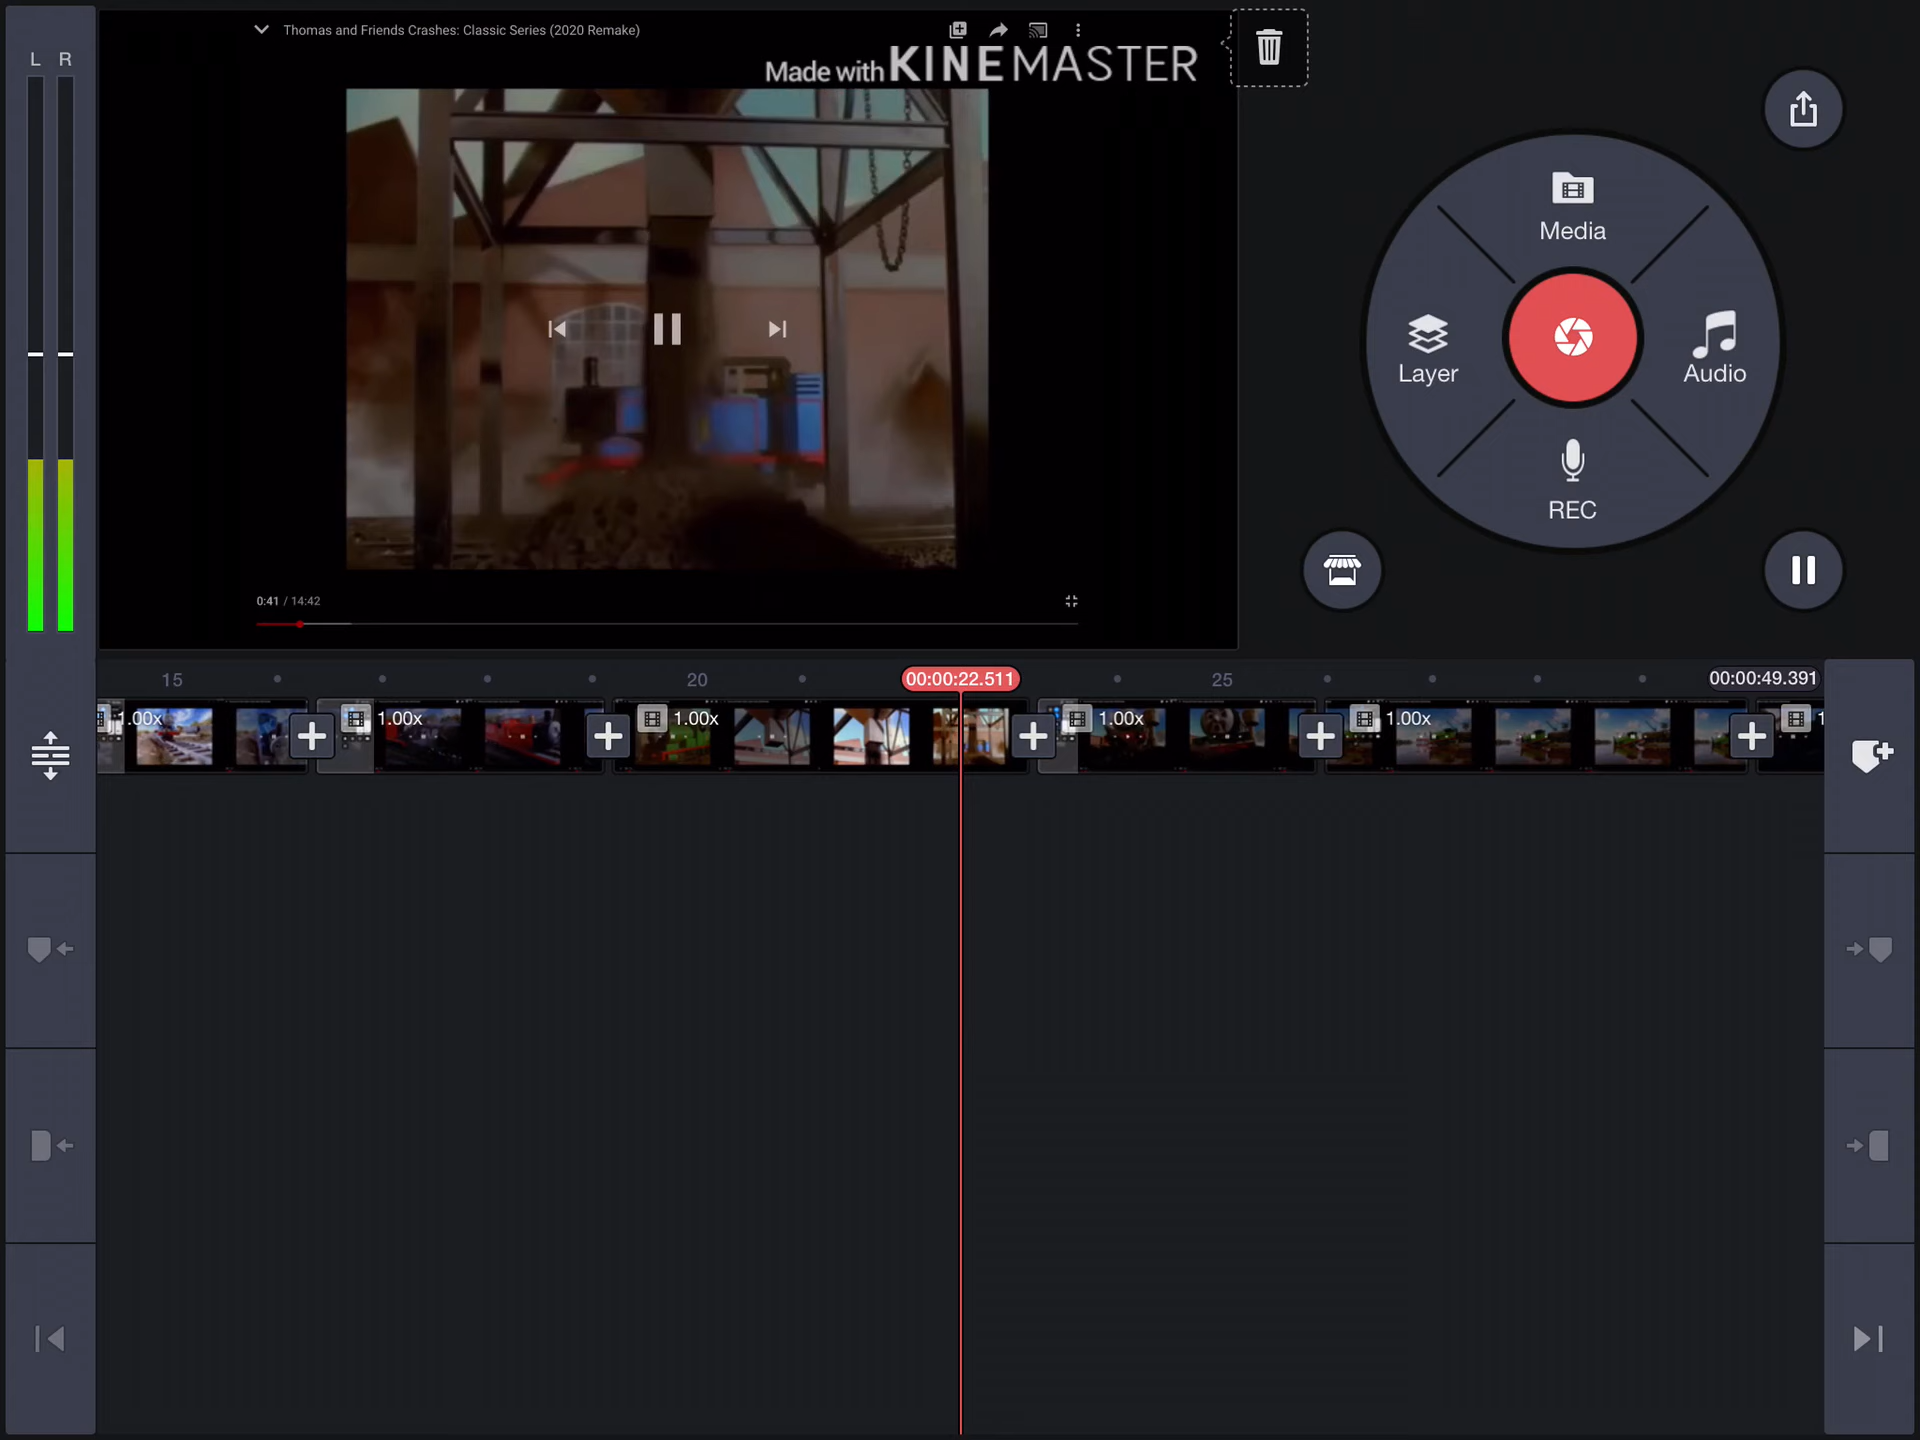 L R
Thomas and Friends Crashes: Classic Series (2020 Remake)
Made with KINEMASTER
Media
Layer
Audio
REC
0:41 / 14:42
15
20
00:00:22.511
25
00:00:49.391
1.00x
1.00x
1.00x
1.00x
1.00x
1